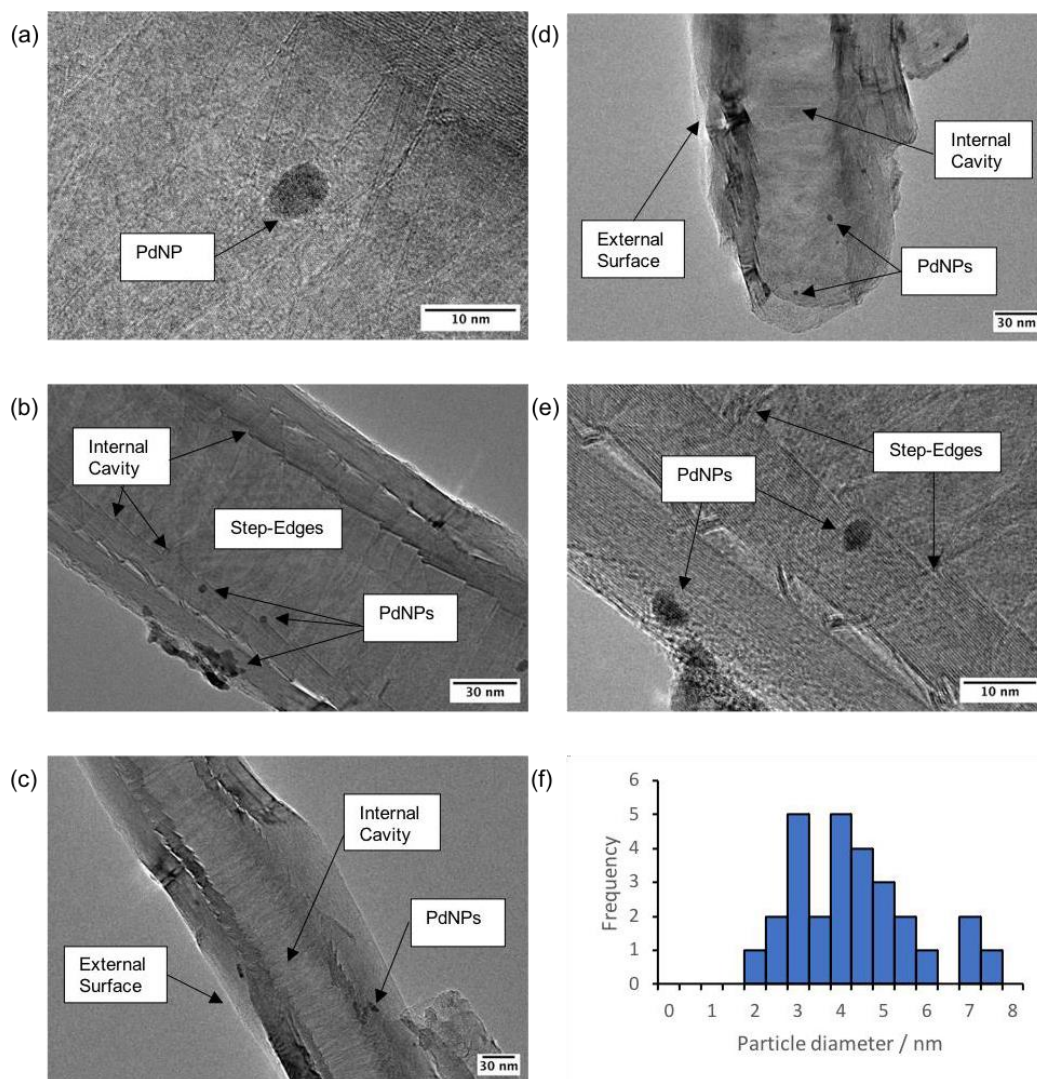 (a)
PdNP
10 nm
(d)
Internal
Cavity
External
Surface
PdNPs
30 nm
(b)
Internal
Cavity
Step-Edges
PdNPs
30 nm
(e)
Step-Edges
PdNPs
10 nm
(c)
Internal
Cavity
PdNPs
External
Surface
30 nm
(f)
6
5
4
3
2
1
0
Frequency
0 1 2 3 4 5 6 7 8
Particle diameter / nm